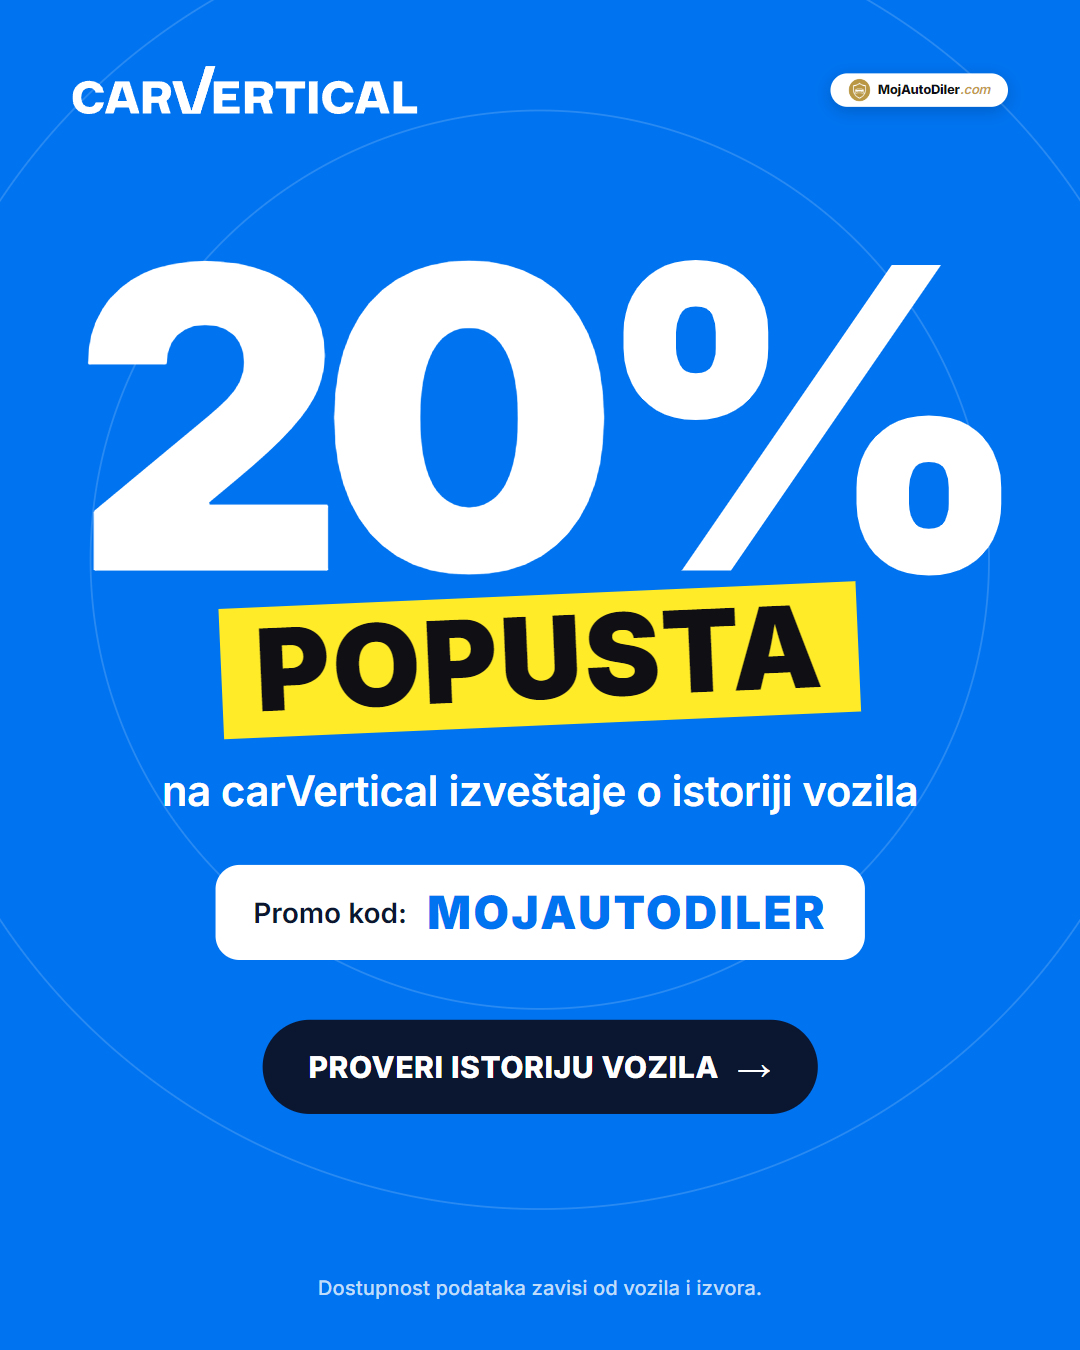 CARVERTICAL
MojAutoDiler.com
20%
POPUSTA
na carVertical izveštaje o istoriji vozila
Promo kod: MOJAUTODILER
PROVERI ISTORIJU VOZILA →
Dostupnost podataka zavisi od vozila i izvora.